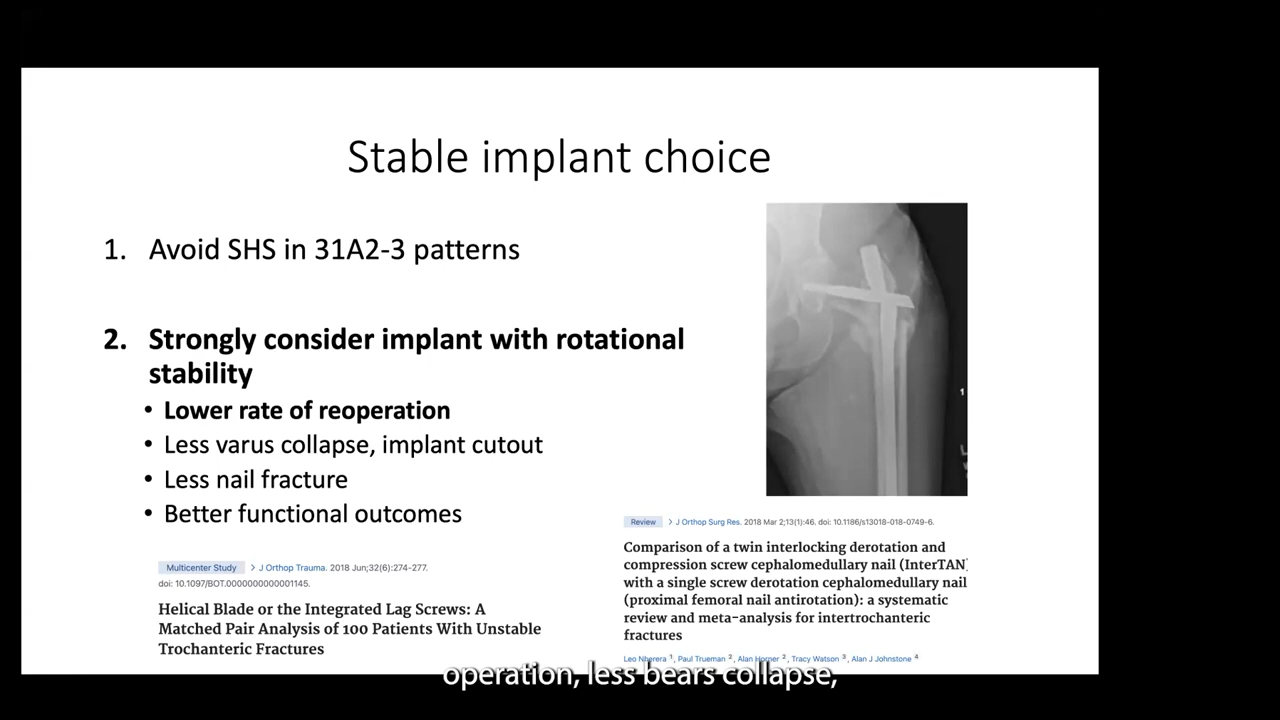 Stable implant choice
1. Avoid SHS in 31A2-3 patterns
2. Strongly consider implant with rotational
stability
• Lower rate of reoperation
• Less varus collapse, implant cutout
• Less nail fracture
• Better functional outcomes
1
Multicenter Study > J Orthop Trauma. 2018 Jun;32(6):274-277.
doi: 10.1097/BOT.0000000000001145.
Helical Blade or the Integrated Lag Screws: A
Matched Pair Analysis of 100 Patients With Unstable
Trochanteric Fractures
Review > J Orthop Surg Res. 2018 Mar 2;13(1):46. doi: 10.1186/s13018-018-0749-6.
Comparison of a twin interlocking derotation and
compression screw cephalomedullary nail (InterTAN)
with a single screw derotation cephalomedullary nail
(proximal femoral nail antirotation): a systematic
review and meta-analysis for intertrochanteric
fractures
Leo Nherera 1, Paul Trueman 2, Alan Horner 2, Tracy Watson 3, Alan J Johnstone 4
operation, less bears collapse,